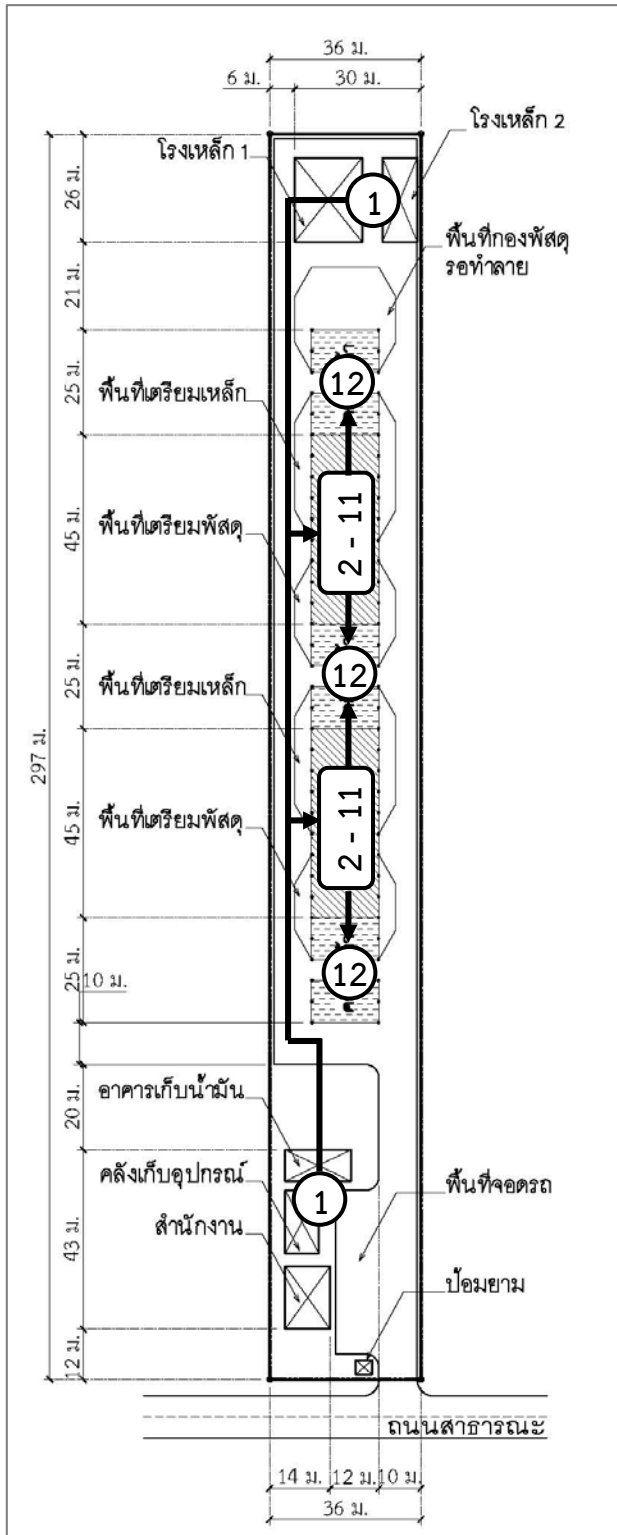 36 ม.
6 ม.
30 ม.
โรงเหล็ก 1
โรงเหล็ก 2
1
26 ม.
พื้นที่กองพัสดุ
รอทำลาย
21 ม.
25 ม.
12
พื้นที่เตรียมเหล็ก
45 ม.
2 - 11
พื้นที่เตรียมพัสดุ
25 ม.
12
พื้นที่เตรียมเหล็ก
297 ม.
45 ม.
2 - 11
พื้นที่เตรียมพัสดุ
25 ม.
12
10 ม.
20 ม.
อาคารเก็บน้ำมัน
คลังเก็บอุปกรณ์
1
พื้นที่จอดรถ
43 ม.
สำนักงาน
ป้อมยาม
12 ม.
ถนนสาธารณะ
14 ม.
12 ม.
10 ม.
36 ม.